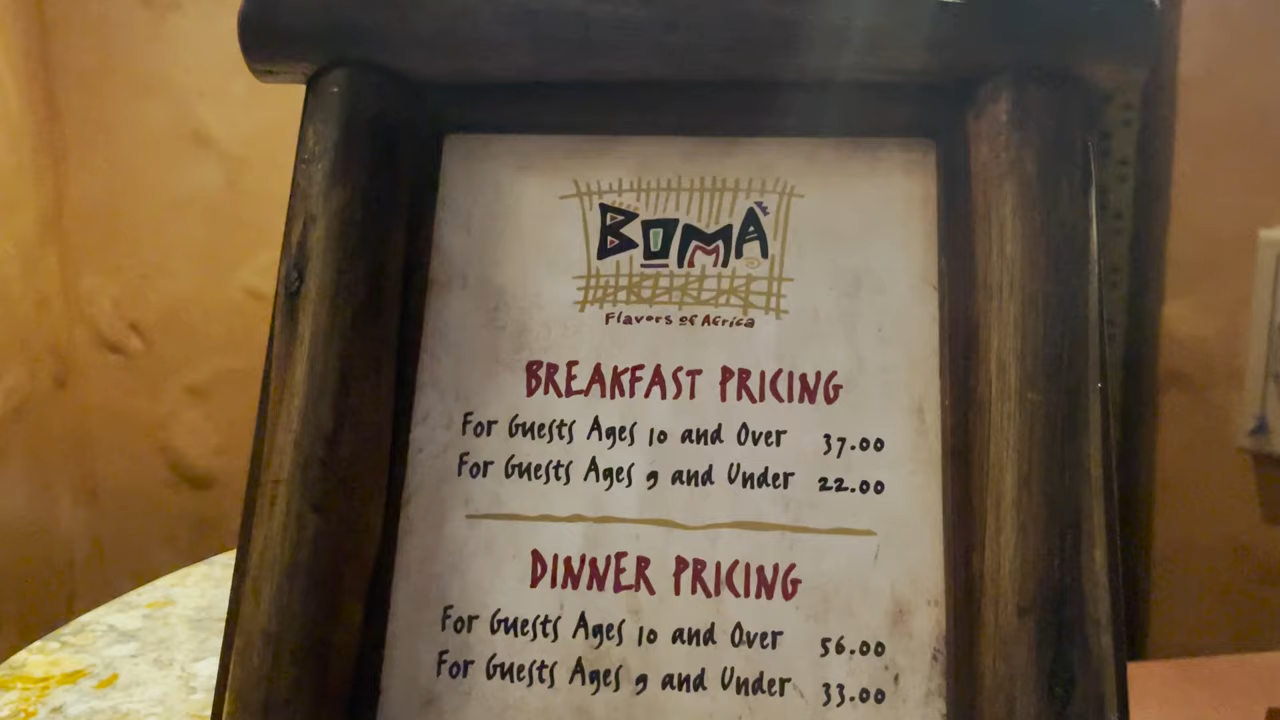 BOMA
Flavors of Africa
BREAKFAST PRICING
For Guests Ages 10 and Over 37.00
For Guests Ages 9 and Under 22.00
DINNER PRICING
For Guests Ages 10 and Over 56.00
For Guests Ages 9 and Under 33.00